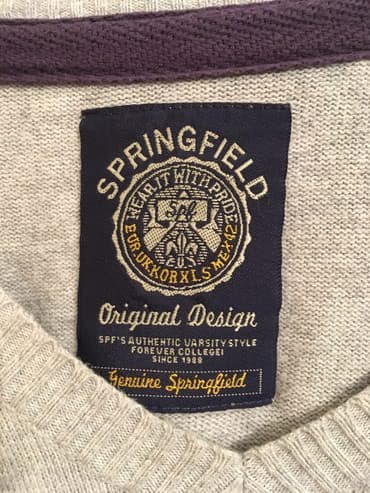 SPRINGFIELD
WEAR IT WITH PRIDE
Spf
EUR.UK.KOR XL S MEX 42
Original Design
SPF'S AUTHENTIC VARSITY STYLE
FOREVER COLLEGE!
SINCE 1988
Genuine Springfield